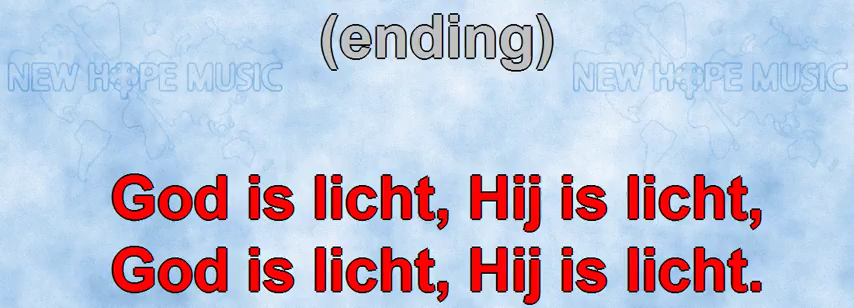 (ending)
NEW HOPE MUSIC NEW HOPE MUSIC
God is licht, Hij is licht,
God is licht, Hij is licht.